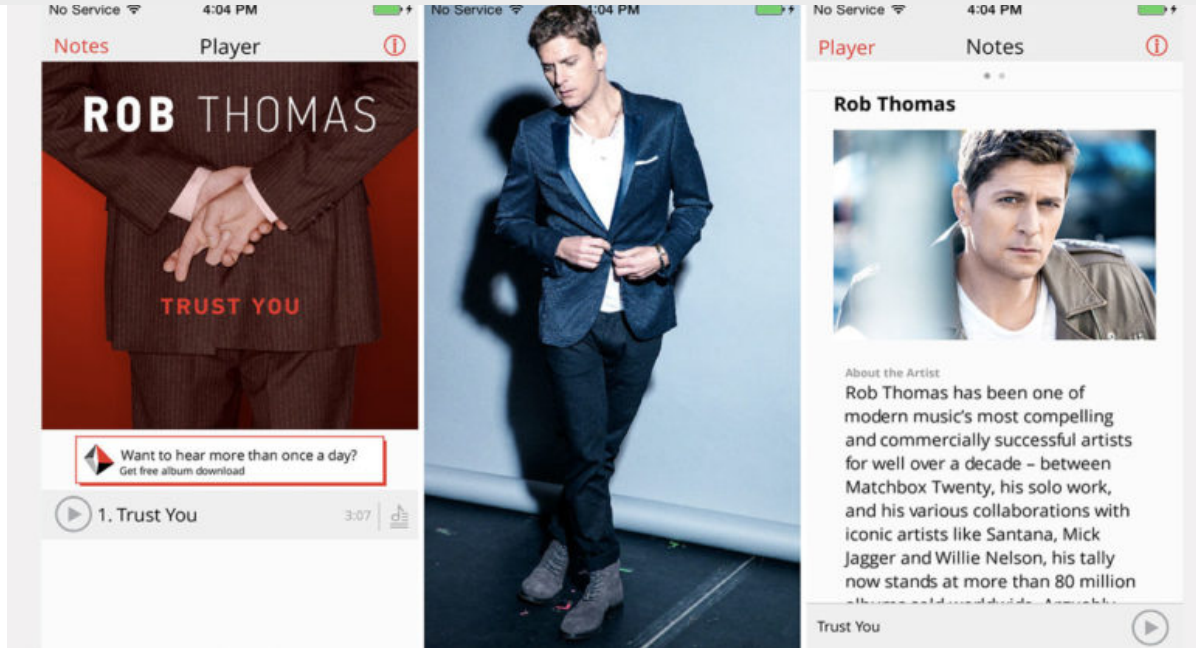 No Service 4:04 PM
Notes Player
ROB THOMAS
TRUST YOU
Want to hear more than once a day?
Get free album download
1. Trust You 3:07
No Service 4:04 PM
No Service 4:04 PM
Player Notes
Rob Thomas
About the Artist
Rob Thomas has been one of
modern music’s most compelling
and commercially successful artists
for well over a decade – between
Matchbox Twenty, his solo work,
and his various collaborations with
iconic artists like Santana, Mick
Jagger and Willie Nelson, his tally
now stands at more than 80 million
albums sold worldwide. Arguably
Trust You